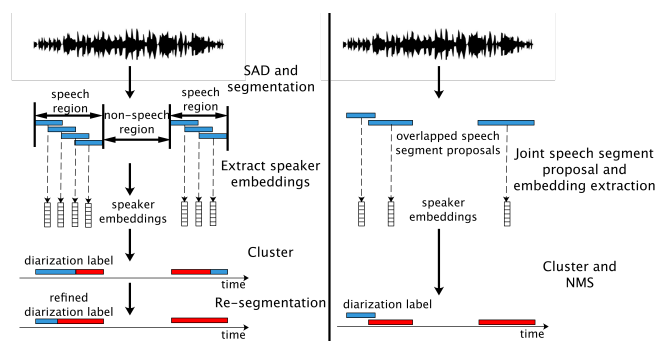 SAD and
segmentation
speech
region
non-speech
region
speech
region
Extract speaker
embeddings
speaker
embeddings
Cluster
diarization label
time
Re-segmentation
refined
diarization label
time
overlapped speech
segment proposals
Joint speech segment
proposal and
embedding extraction
speaker
embeddings
Cluster and
NMS
diarization label
time